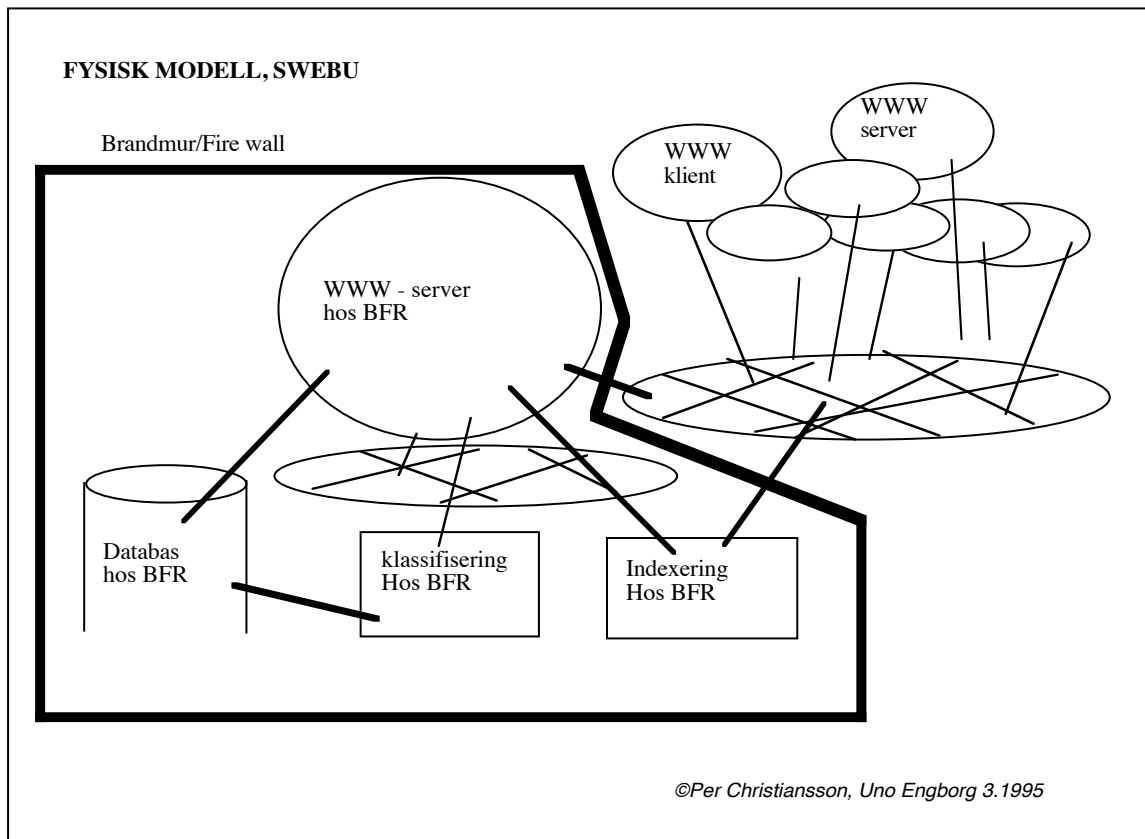 FYSISK MODELL, SWEBU
Brandmur/Fire wall
WWW
server
WWW
klient
WWW - server
hos BFR
Databas
hos BFR
klassifisering
Hos BFR
Indexering
Hos BFR
©Per Christiansson, Uno Engborg 3.1995